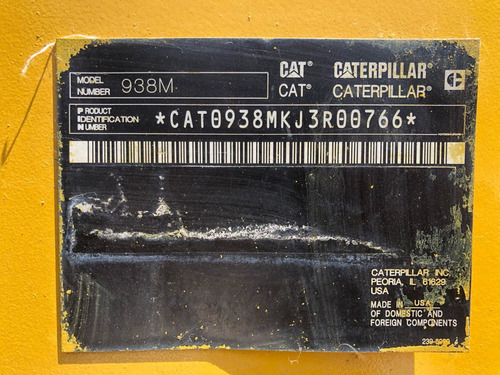 MODEL NUMBER 938M
CAT® CATERPILLAR®
CAT® CATERPILLAR®
PRODUCT IDENTIFICATION NUMBER *CAT0938MKJ3R00766*
CATERPILLAR INC.
PEORIA, IL 61629
USA
MADE IN USA
OF DOMESTIC AND
FOREIGN COMPONENTS